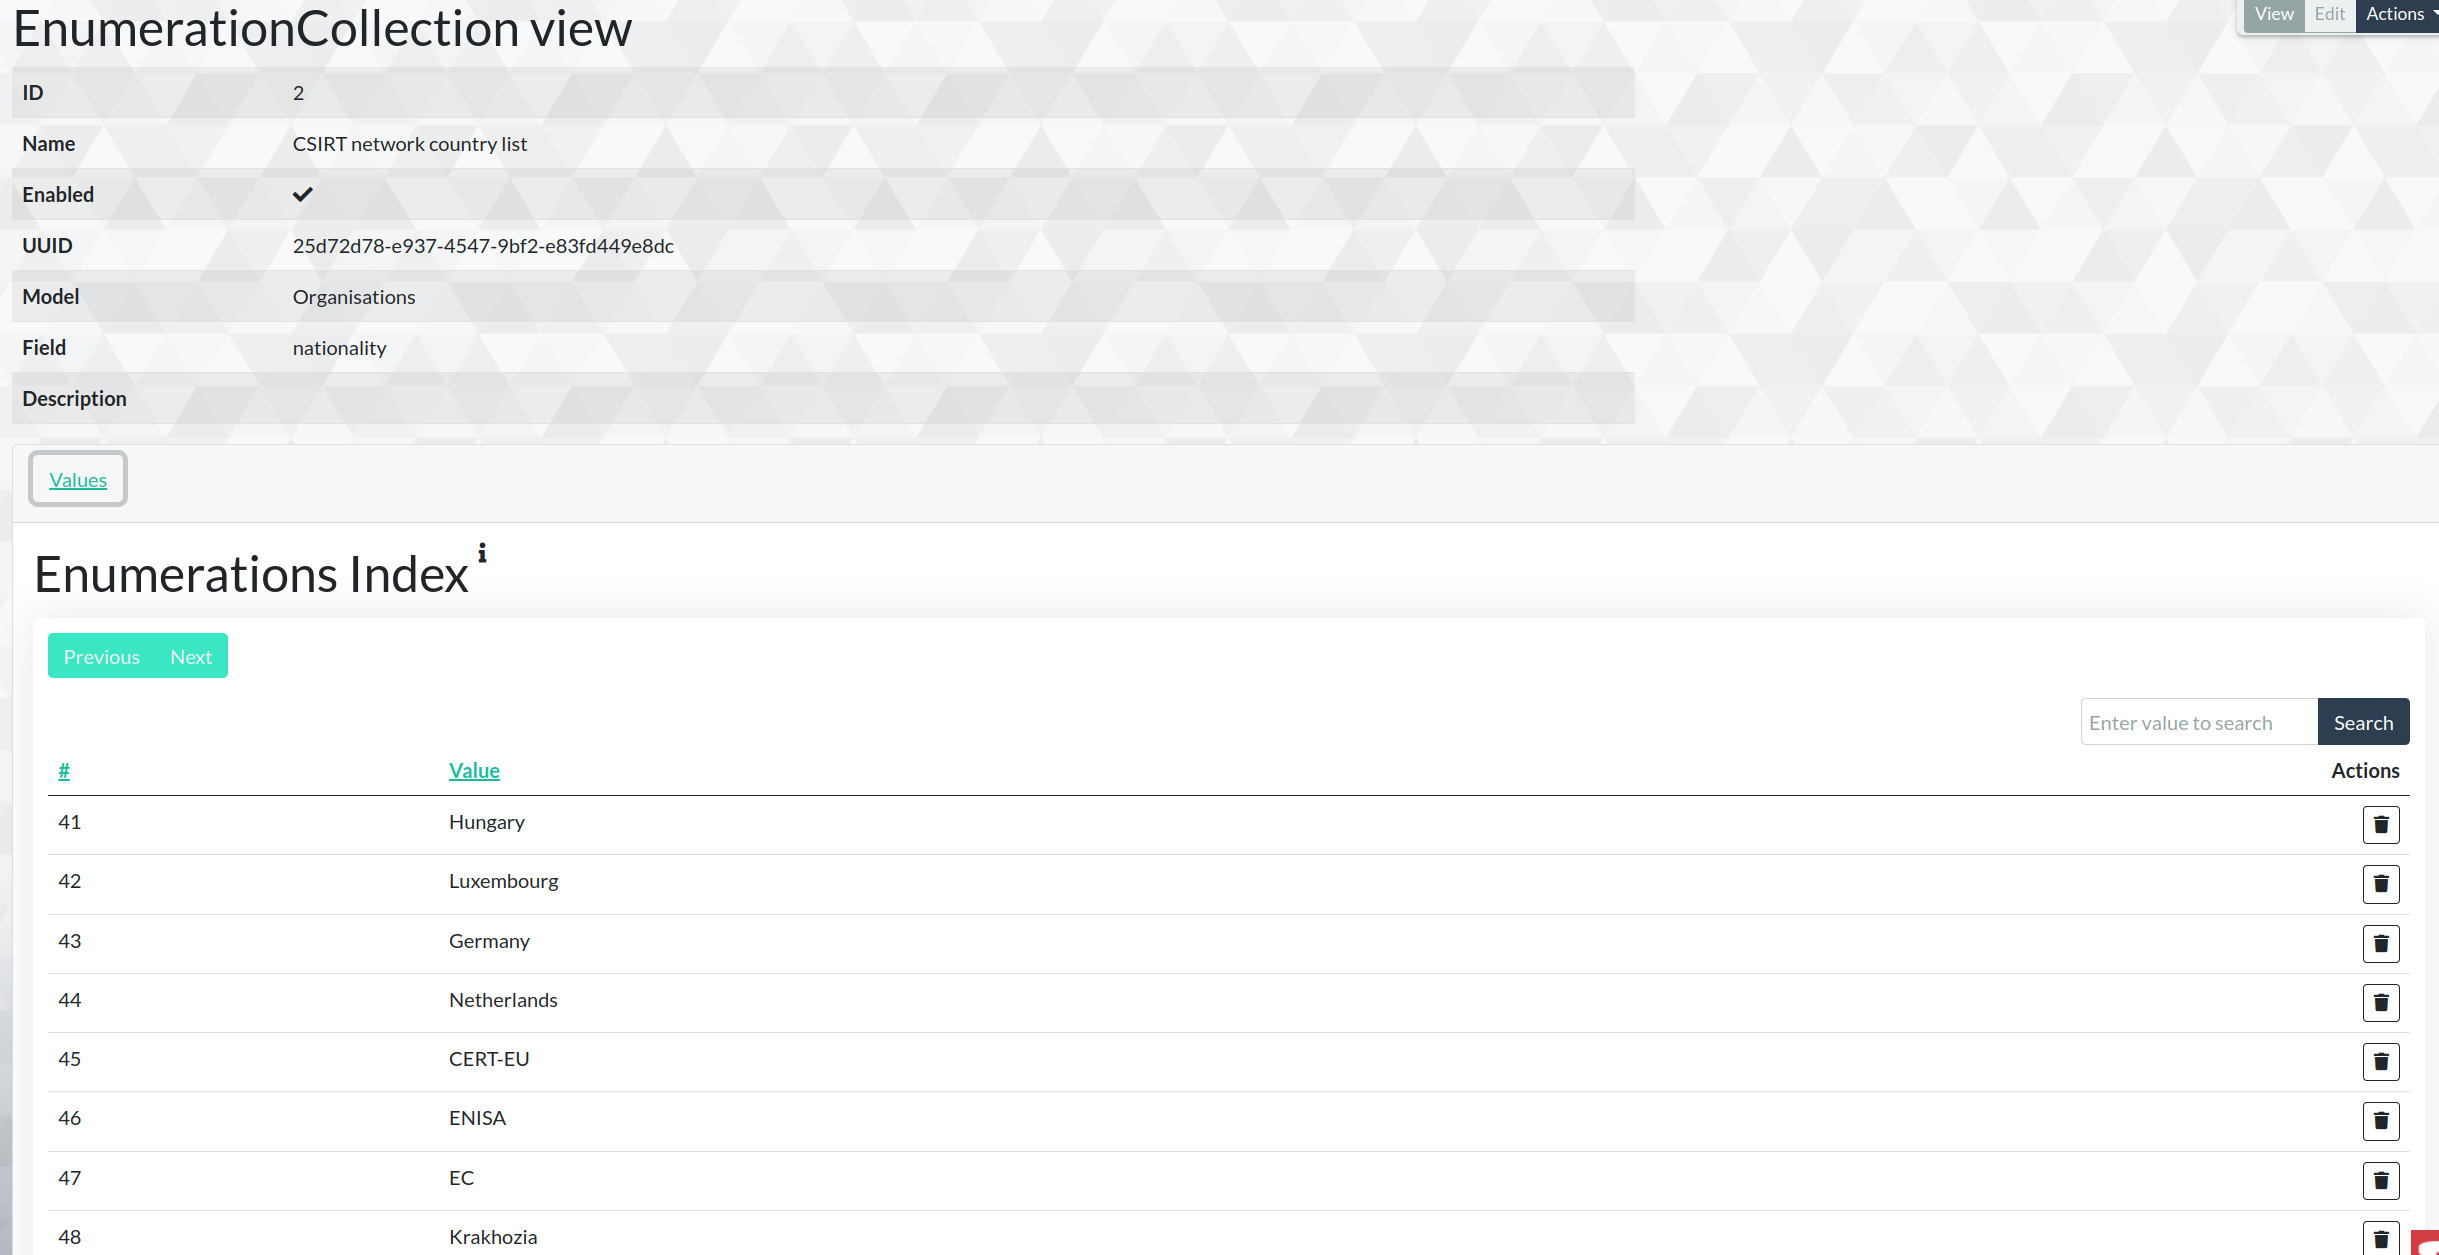 EnumerationCollection view
View Edit Actions
ID 2
Name CSIRT network country list
Enabled
UUID 25d72d78-e937-4547-9bf2-e83fd449e8dc
Model Organisations
Field nationality
Description
Values
Enumerations Index i
Previous Next
Enter value to search Search
# Value Actions
41 Hungary
42 Luxembourg
43 Germany
44 Netherlands
45 CERT-EU
46 ENISA
47 EC
48 Krakhozia